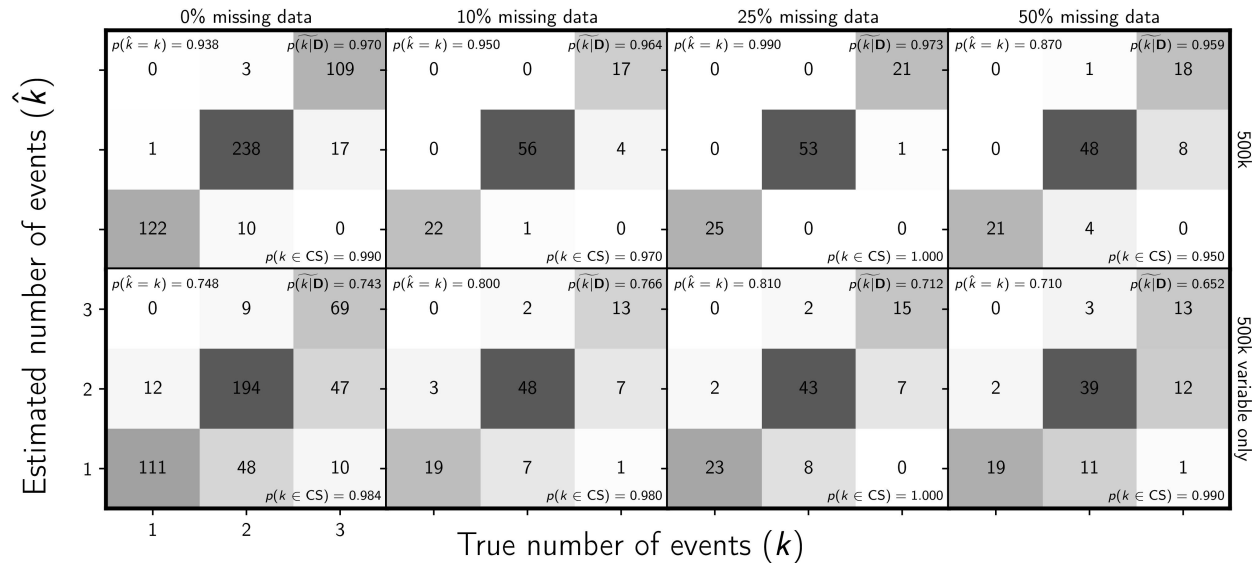 0% missing data 10% missing data 25% missing data 50% missing data
p(k̂ = k) = 0.938 p(k|D) = 0.970 p(k̂ = k) = 0.950 p(k|D) = 0.964 p(k̂ = k) = 0.990 p(k|D) = 0.973 p(k̂ = k) = 0.870 p(k|D) = 0.959
0 3 109 0 0 17 0 0 21 0 1 18
1 238 17 0 56 4 0 53 1 0 48 8
500k
122 10 0 22 1 0 25 0 0 21 4 0
p(k ∈ CS) = 0.990 p(k ∈ CS) = 0.970 p(k ∈ CS) = 1.000 p(k ∈ CS) = 0.950
p(k̂ = k) = 0.748 p(k|D) = 0.743 p(k̂ = k) = 0.800 p(k|D) = 0.766 p(k̂ = k) = 0.810 p(k|D) = 0.712 p(k̂ = k) = 0.710 p(k|D) = 0.652
3 0 9 69 0 2 13 0 2 15 0 3 13
2 12 194 47 3 48 7 2 43 7 2 39 12
500k variable only
1 111 48 10 19 7 1 23 8 0 19 11 1
p(k ∈ CS) = 0.984 p(k ∈ CS) = 0.980 p(k ∈ CS) = 1.000 p(k ∈ CS) = 0.990
1 2 3
Estimated number of events (k̂)
True number of events (k)